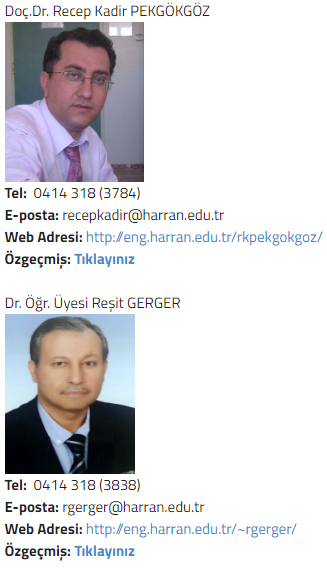 Doç.Dr. Recep Kadir PEKGÖKGÖZ
Tel: 0414 318 (3784)
E-posta: recepkadir@harran.edu.tr
Web Adresi: http://eng.harran.edu.tr/rkpekgokgoz/
Özgeçmiş: Tıklayınız
Dr. Öğr. Üyesi Reşit GERGER
Tel: 0414 318 (3838)
E-posta: rgerger@harran.edu.tr
Web Adresi: http://eng.harran.edu.tr/~rgerger/
Özgeçmiş: Tıklayınız